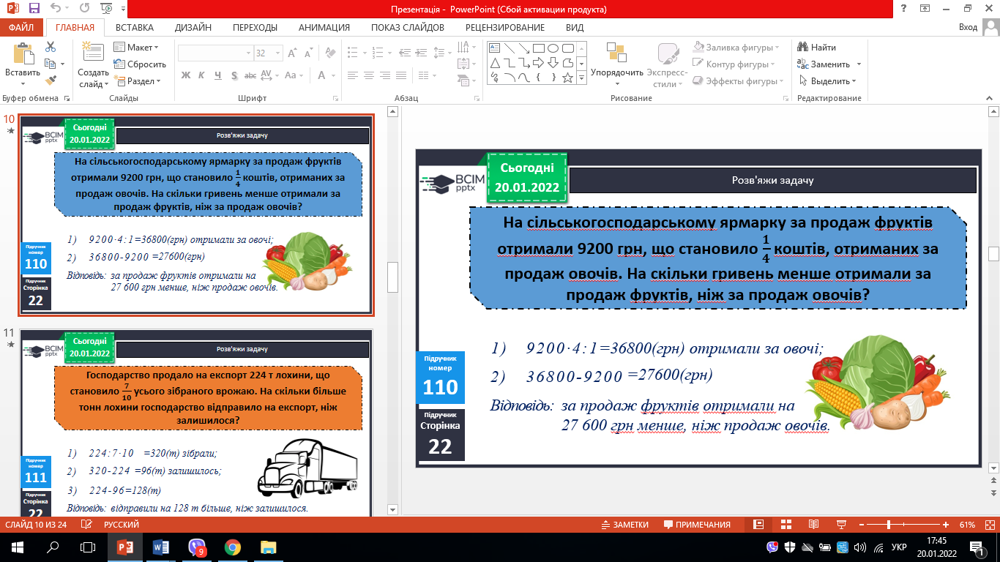 Презентація - PowerPoint (Сбой активации продукта)
ФАЙЛ ГЛАВНАЯ ВСТАВКА ДИЗАЙН ПЕРЕХОДЫ АНИМАЦИЯ ПОКАЗ СЛАЙДОВ РЕЦЕНЗИРОВАНИЕ ВИД Вход
Вставить
Буфер обмена
Создать слайд
Макет
Сбросить
Раздел
Слайды
32
Ж К Ч S abc AV Aa A
Шрифт
Абзац
Упорядочить
Экспресс-стили
Заливка фигуры
Контур фигуры
Эффекты фигуры
Рисование
Найти
Заменить
Выделить
Редактирование
10
Сьогодні
20.01.2022
BCIM
pptx
Розв'яжи задачу
На сільськогосподарському ярмарку за продаж фруктів
отримали 9200 грн, що становило 1/4 коштів, отриманих за
продаж овочів. На скільки гривень менше отримали за
продаж фруктів, ніж за продаж овочів?
1) 9200·4:1=36800(грн) отримали за овочі;
2) 36800-9200 =27600(грн)
Відповідь: за продаж фруктів отримали на
27 600 грн менше, ніж продаж овочів.
Підручник
номер
110
Підручник
Сторінка
22
11
Сьогодні
20.01.2022
BCIM
pptx
Розв'яжи задачу
Господарство продало на експорт 224 т лохини, що
становило 7/10 усього зібраного врожаю. На скільки більше
тонн лохини господарство відправило на експорт, ніж
залишилося?
1) 224:7·10 =320(т) зібрали;
2) 320-224 =96(т) залишилось;
3) 224-96=128(т)
Відповідь: відправили на 128 т більше, ніж залишилося.
Підручник
номер
111
Підручник
Сторінка
22
Сьогодні
20.01.2022
BCIM
pptx
Розв'яжи задачу
На сільськогосподарському ярмарку за продаж фруктів
отримали 9200 грн, що становило 1/4 коштів, отриманих за
продаж овочів. На скільки гривень менше отримали за
продаж фруктів, ніж за продаж овочів?
1) 9200·4:1=36800(грн) отримали за овочі;
2) 36800-9200 =27600(грн)
Відповідь: за продаж фруктів отримали на
27 600 грн менше, ніж продаж овочів.
Підручник
номер
110
Підручник
Сторінка
22
СЛАЙД 10 ИЗ 24 РУССКИЙ ЗАМЕТКИ ПРИМЕЧАНИЯ 61%
9
УКР
17:45
20.01.2022
1